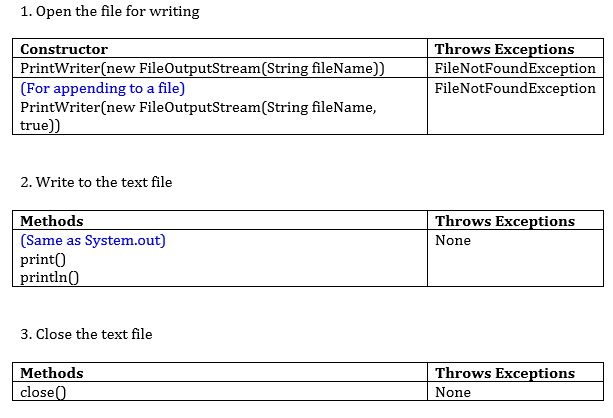 1. Open the file for writing
Constructor Throws Exceptions
PrintWriter(new FileOutputStream(String fileName)) FileNotFoundException
(For appending to a file) FileNotFoundException
PrintWriter(new FileOutputStream(String fileName,
true))
2. Write to the text file
Methods Throws Exceptions
(Same as System.out) None
print()
println()
3. Close the text file
Methods Throws Exceptions
close() None